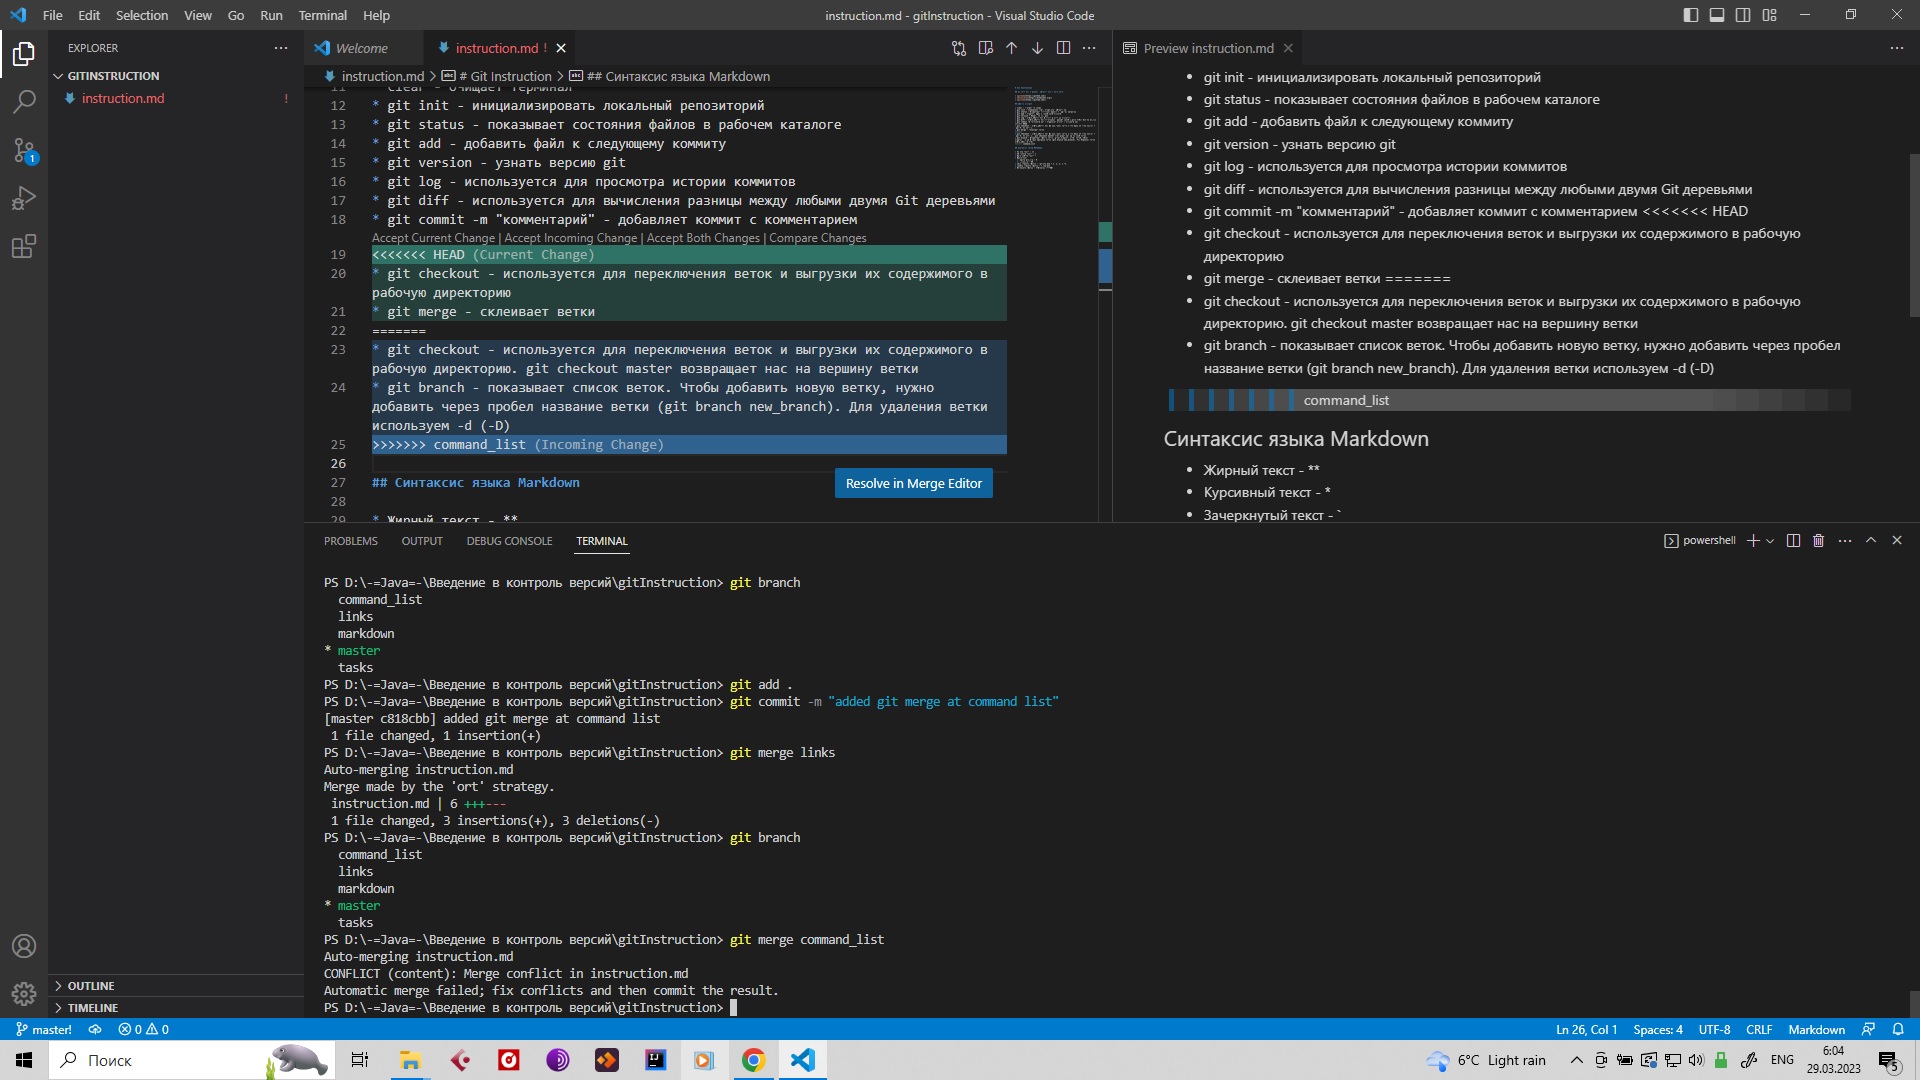 File Edit Selection View Go Run Terminal Help
instruction.md - gitInstruction - Visual Studio Code
EXPLORER
GITINSTRUCTION
instruction.md !
1
Welcome
instruction.md !
instruction.md > # Git Instruction > ## Синтаксис языка Markdown
11 * clear - очищает терминал
12 * git init - инициализировать локальный репозиторий
13 * git status - показывает состояния файлов в рабочем каталоге
14 * git add - добавить файл к следующему коммиту
15 * git version - узнать версию git
16 * git log - используется для просмотра истории коммитов
17 * git diff - используется для вычисления разницы между любыми двумя Git деревьями
18 * git commit -m "комментарий" - добавляет коммит с комментарием
Accept Current Change | Accept Incoming Change | Accept Both Changes | Compare Changes
19 <<<<<<< HEAD (Current Change)
20 * git checkout - используется для переключения веток и выгрузки их содержимого в
рабочую директорию
21 * git merge - склеивает ветки
22 =======
23 * git checkout - используется для переключения веток и выгрузки их содержимого в
рабочую директорию. git checkout master возвращает нас на вершину ветки
24 * git branch - показывает список веток. Чтобы добавить новую ветку, нужно
добавить через пробел название ветки (git branch new_branch). Для удаления ветки
используем -d (-D)
25 >>>>>>> command_list (Incoming Change)
26
27 ## Синтаксис языка Markdown
28
29 * Жирный текст - **
Resolve in Merge Editor
Preview instruction.md
• git init - инициализировать локальный репозиторий
• git status - показывает состояния файлов в рабочем каталоге
• git add - добавить файл к следующему коммиту
• git version - узнать версию git
• git log - используется для просмотра истории коммитов
• git diff - используется для вычисления разницы между любыми двумя Git деревьями
• git commit -m "комментарий" - добавляет коммит с комментарием <<<<<<< HEAD
• git checkout - используется для переключения веток и выгрузки их содержимого в рабочую
директорию
• git merge - склеивает ветки =======
• git checkout - используется для переключения веток и выгрузки их содержимого в рабочую
директорию. git checkout master возвращает нас на вершину ветки
• git branch - показывает список веток. Чтобы добавить новую ветку, нужно добавить через пробел
название ветки (git branch new_branch). Для удаления ветки используем -d (-D)
command_list
Синтаксис языка Markdown
• Жирный текст - **
• Курсивный текст - *
• Зачеркнутый текст - `
PROBLEMS OUTPUT DEBUG CONSOLE TERMINAL
powershell
PS D:\-=Java=-\Введение в контроль версий\gitInstruction> git branch
command_list
links
markdown
* master
tasks
PS D:\-=Java=-\Введение в контроль версий\gitInstruction> git add .
PS D:\-=Java=-\Введение в контроль версий\gitInstruction> git commit -m "added git merge at command list"
[master c818cbb] added git merge at command list
1 file changed, 1 insertion(+)
PS D:\-=Java=-\Введение в контроль версий\gitInstruction> git merge links
Auto-merging instruction.md
Merge made by the 'ort' strategy.
instruction.md | 6 +++---
1 file changed, 3 insertions(+), 3 deletions(-)
PS D:\-=Java=-\Введение в контроль версий\gitInstruction> git branch
command_list
links
markdown
* master
tasks
PS D:\-=Java=-\Введение в контроль версий\gitInstruction> git merge command_list
Auto-merging instruction.md
CONFLICT (content): Merge conflict in instruction.md
Automatic merge failed; fix conflicts and then commit the result.
PS D:\-=Java=-\Введение в контроль версий\gitInstruction>
OUTLINE
TIMELINE
master! 0 0
Ln 26, Col 1 Spaces: 4 UTF-8 CRLF Markdown
Поиск
6°C Light rain
ENG
6:04
29.03.2023
5